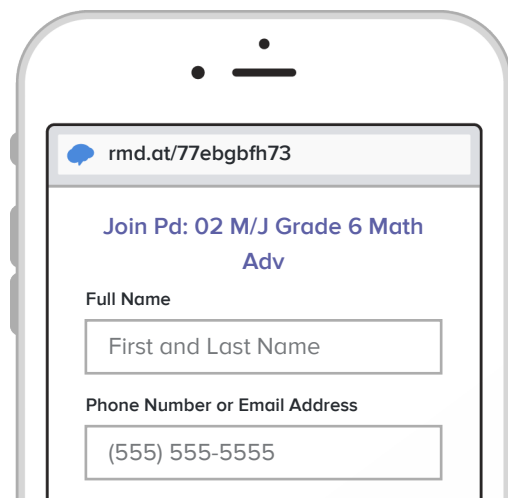 rmd.at/77ebgbfh73
Join Pd: 02 M/J Grade 6 Math
Adv
Full Name
First and Last Name
Phone Number or Email Address
(555) 555-5555